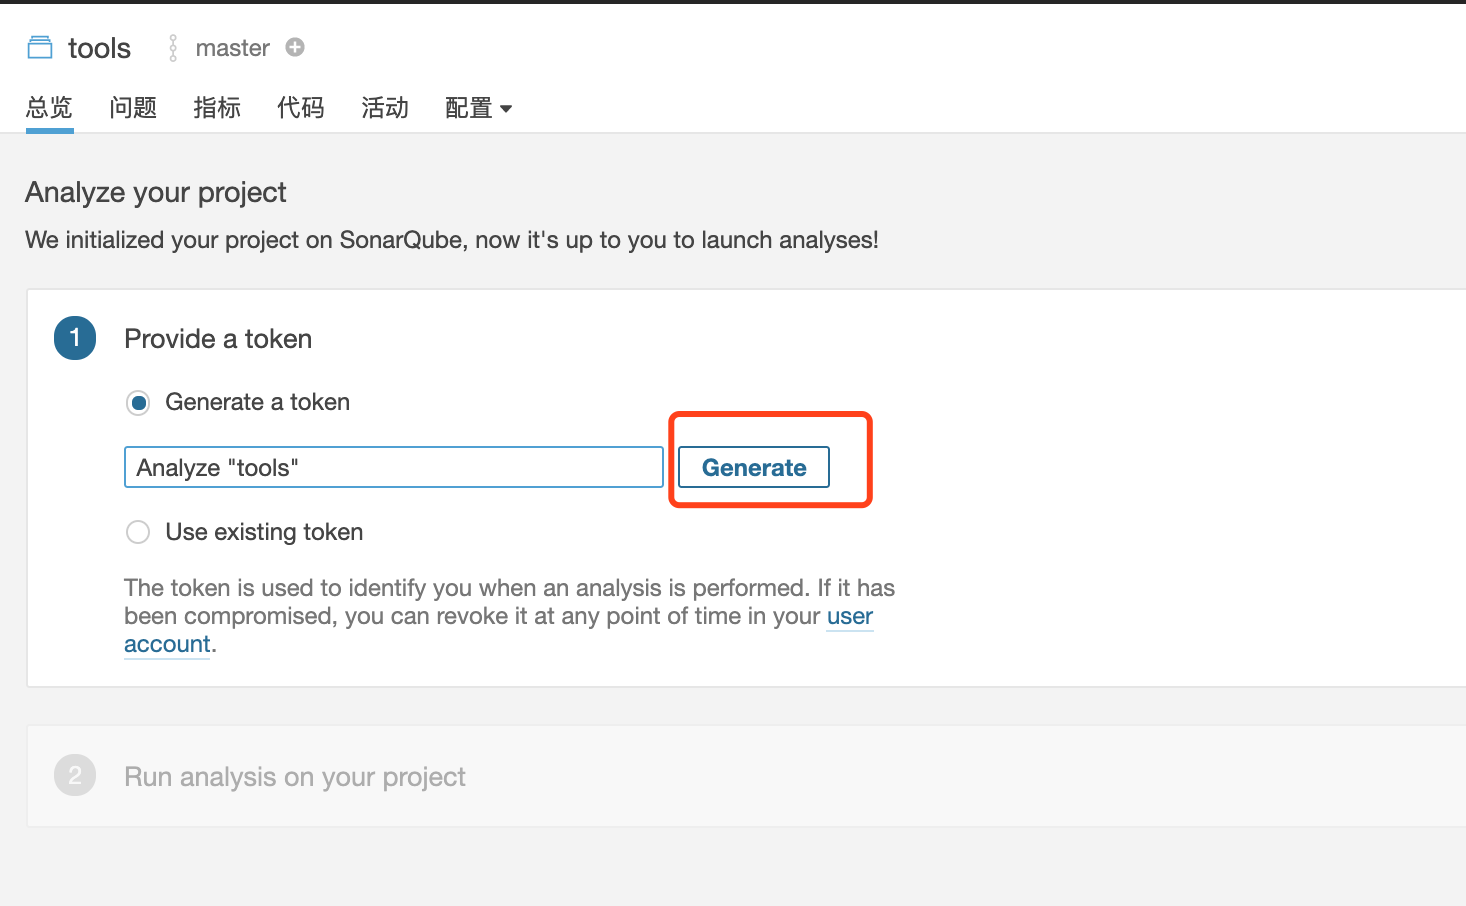 tools master
总览 问题 指标 代码 活动 配置
Analyze your project
We initialized your project on SonarQube, now it's up to you to launch analyses!
1 Provide a token
Generate a token
Analyze "tools" Generate
Use existing token
The token is used to identify you when an analysis is performed. If it has
been compromised, you can revoke it at any point of time in your user
account.
2 Run analysis on your project